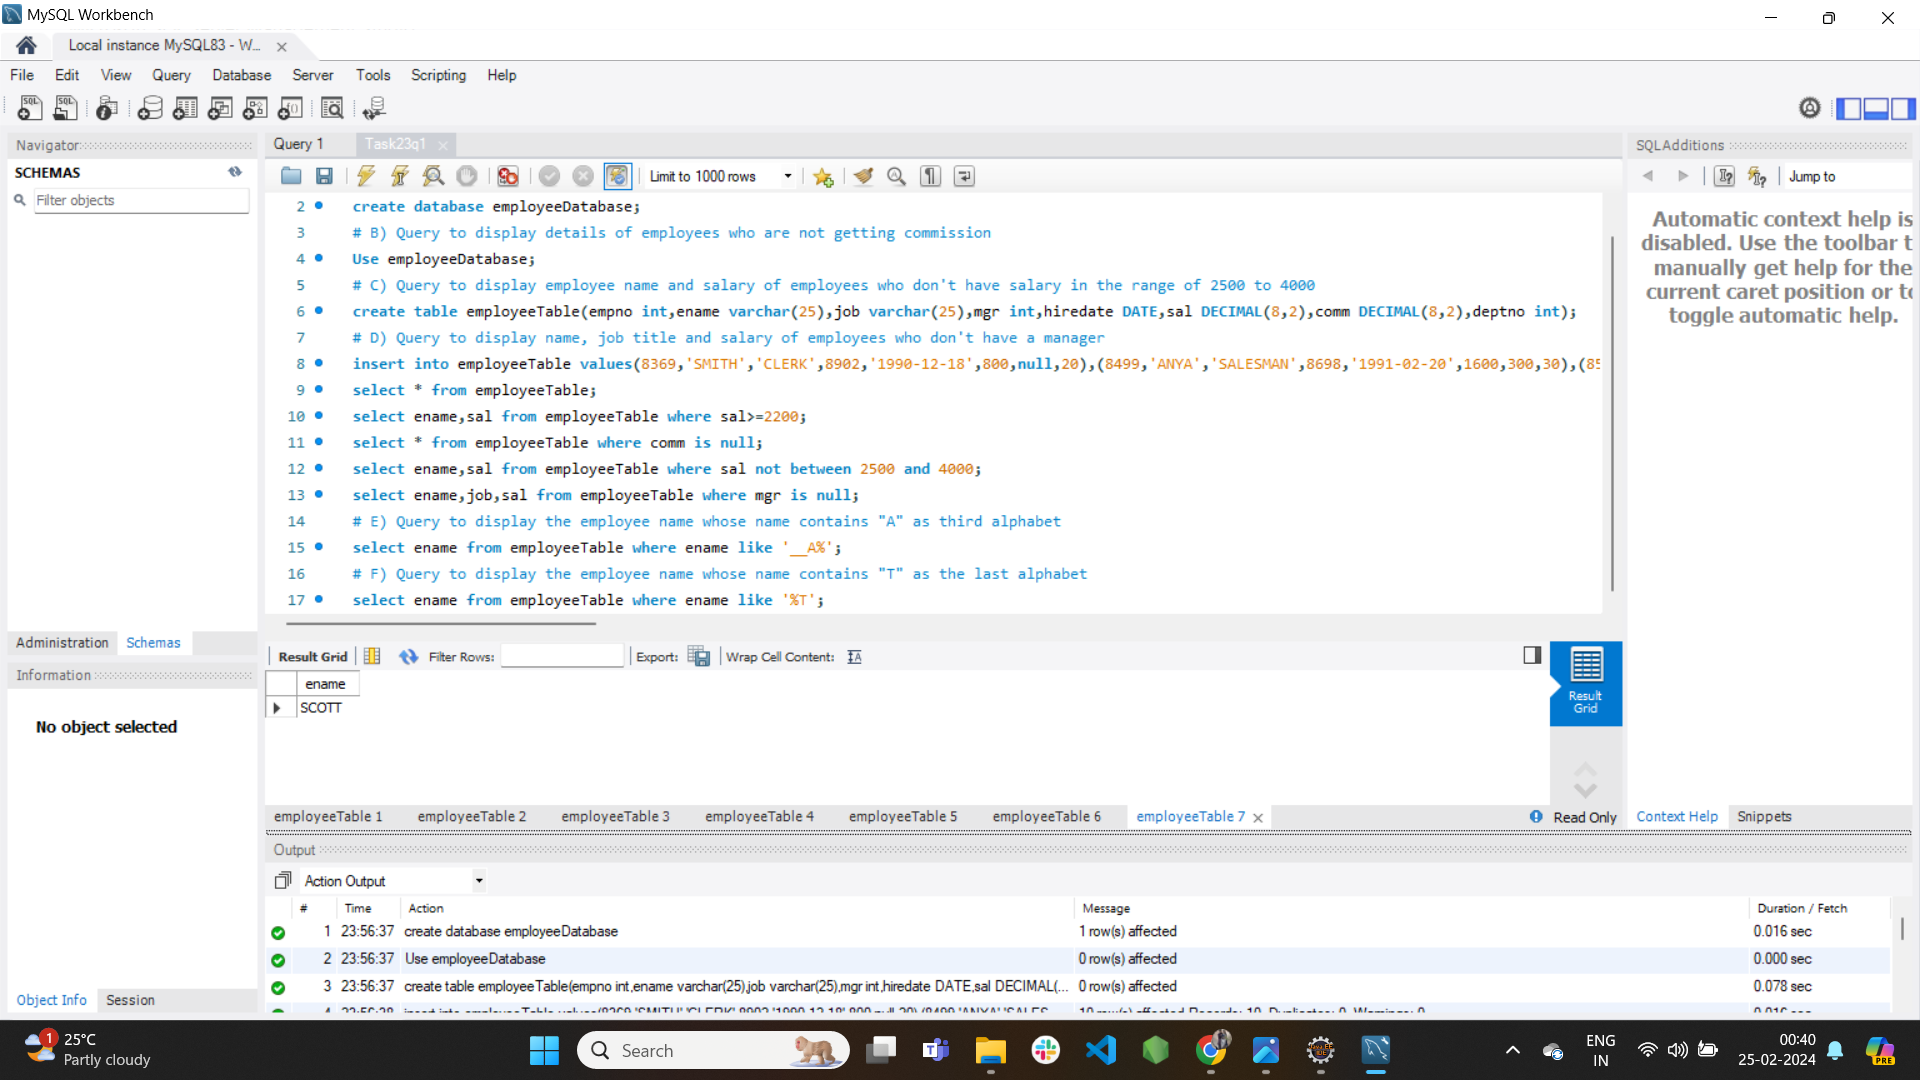 MySQL Workbench
Local instance MySQL83 - W...
File Edit View Query Database Server Tools Scripting Help
Navigator
SCHEMAS
Filter objects
Administration Schemas
Information
No object selected
Object Info Session
Query 1 Task23q1
Limit to 1000 rows
2 create database employeeDatabase;
3 # B) Query to display details of employees who are not getting commission
4 Use employeeDatabase;
5 # C) Query to display employee name and salary of employees who don't have salary in the range of 2500 to 4000
6 create table employeeTable(empno int,ename varchar(25),job varchar(25),mgr int,hiredate DATE,sal DECIMAL(8,2),comm DECIMAL(8,2),deptno int);
7 # D) Query to display name, job title and salary of employees who don't have a manager
8 insert into employeeTable values(8369,'SMITH','CLERK',8902,'1990-12-18',800,null,20),(8499,'ANYA','SALESMAN',8698,'1991-02-20',1600,300,30),(85
9 select * from employeeTable;
10 select ename,sal from employeeTable where sal>=2200;
11 select * from employeeTable where comm is null;
12 select ename,sal from employeeTable where sal not between 2500 and 4000;
13 select ename,job,sal from employeeTable where mgr is null;
14 # E) Query to display the employee name whose name contains "A" as third alphabet
15 select ename from employeeTable where ename like '__A%';
16 # F) Query to display the employee name whose name contains "T" as the last alphabet
17 select ename from employeeTable where ename like '%T';
Result Grid Filter Rows: Export: Wrap Cell Content:
ename
SCOTT
Result
Grid
employeeTable 1 employeeTable 2 employeeTable 3 employeeTable 4 employeeTable 5 employeeTable 6 employeeTable 7 Read Only
SQLAdditions
Jump to
Automatic context help is
disabled. Use the toolbar t
manually get help for the
current caret position or to
toggle automatic help.
Context Help Snippets
Output
Action Output
# Time Action Message Duration / Fetch
1 23:56:37 create database employeeDatabase 1 row(s) affected 0.016 sec
2 23:56:37 Use employeeDatabase 0 row(s) affected 0.000 sec
3 23:56:37 create table employeeTable(empno int,ename varchar(25),job varchar(25),mgr int,hiredate DATE,sal DECIMAL(... 0 row(s) affected 0.078 sec
1 25°C
Partly cloudy
Search
ENG
IN
00:40
25-02-2024
PRE